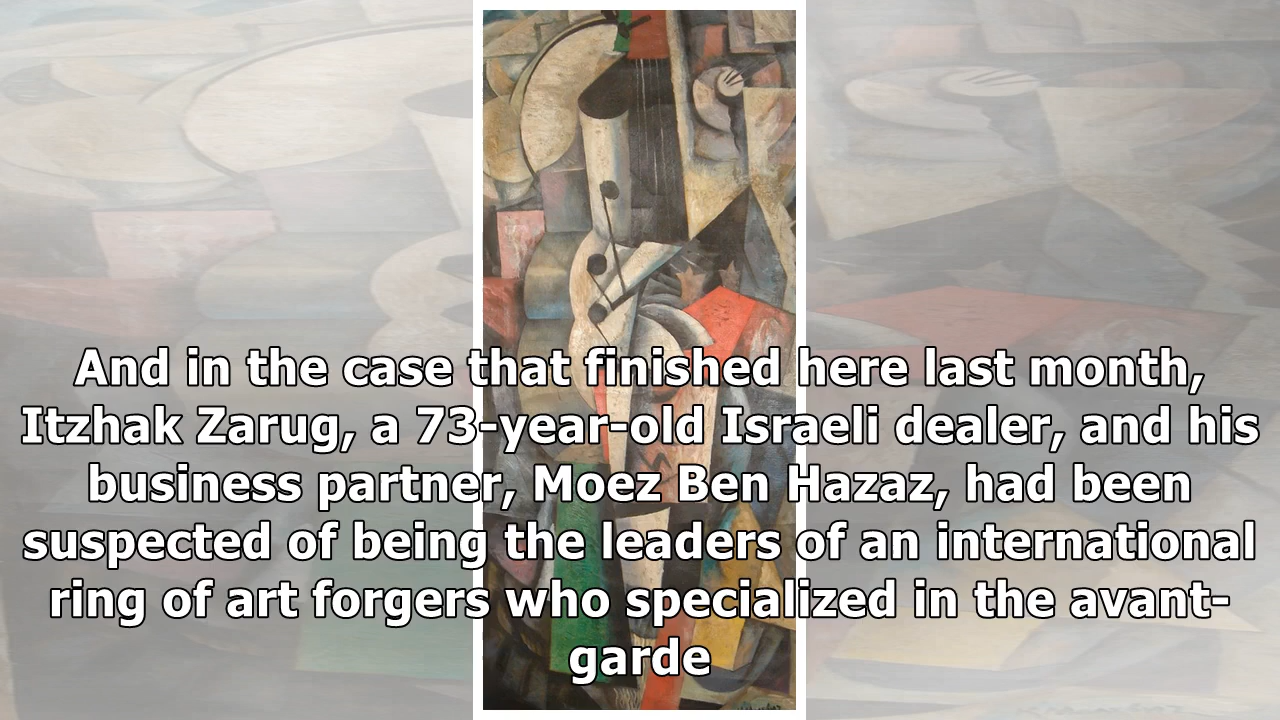 And in the case that finished here last month,
Itzhak Zarug, a 73-year-old Israeli dealer, and his
business partner, Moez Ben Hazaz, had been
suspected of being the leaders of an international
ring of art forgers who specialized in the avant-
garde